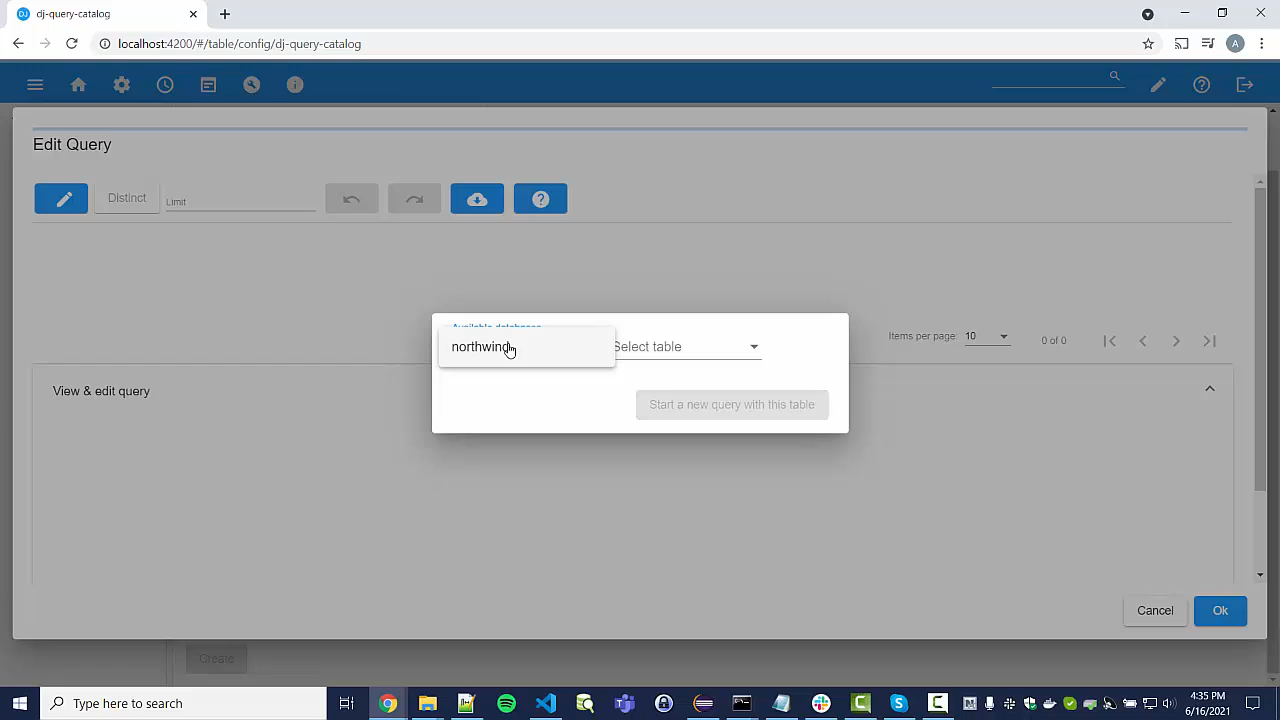 DJ
dj-query-catalog
localhost:4200/#/table/config/dj-query-catalog
A
Edit Query
Distinct
Limit
Available databases
northwind
Select table
Start a new query with this table
Items per page:
10
0 of 0
View & edit query
Cancel
Ok
Create
Type here to search
4:35 PM
6/16/2021